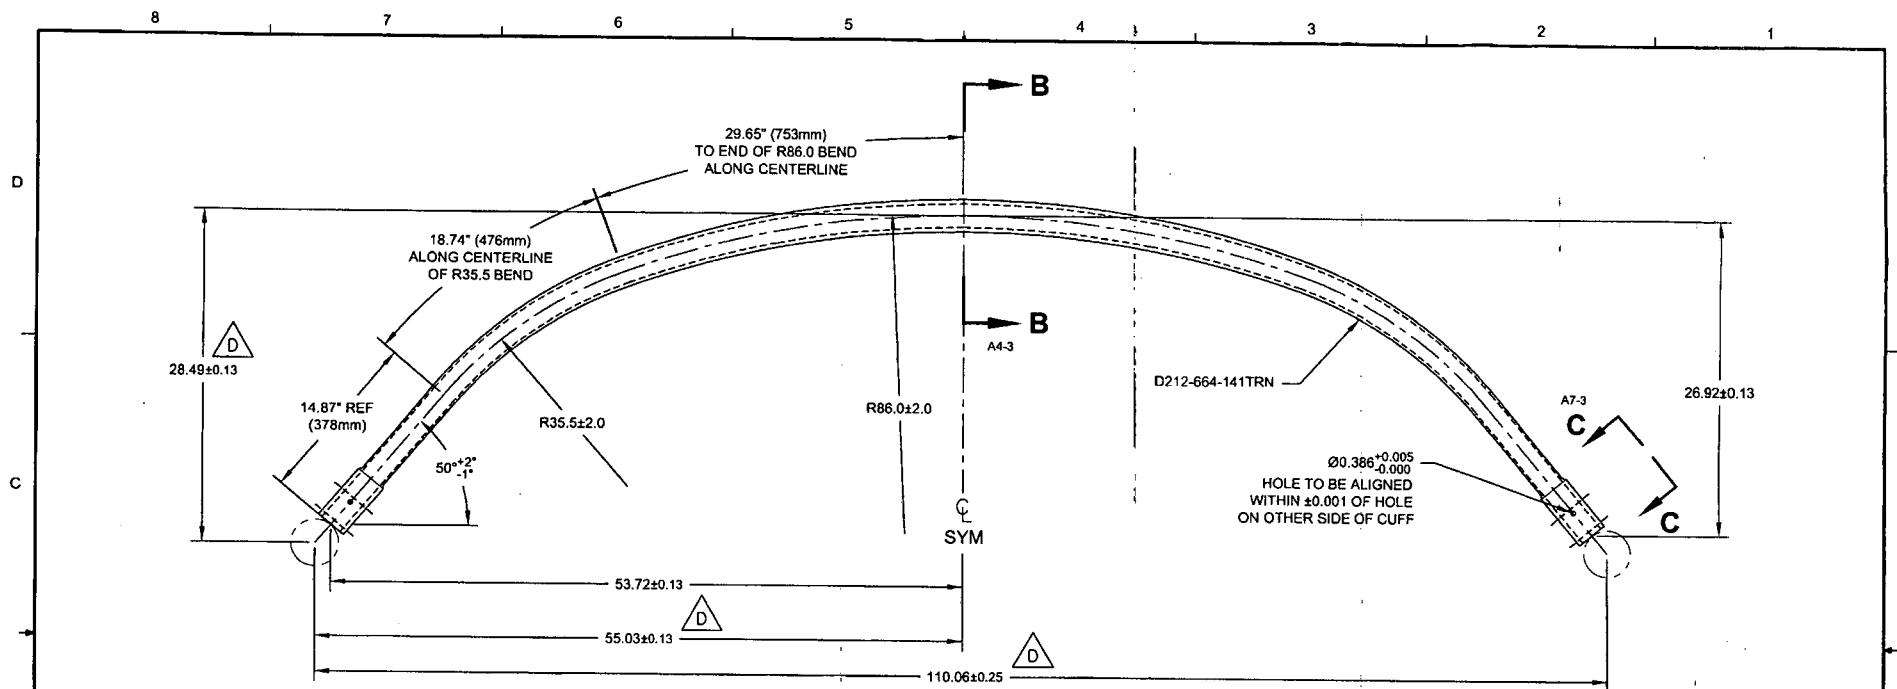 8 7 6 5 4 3 2 1
B
29.65" (753mm)
TO END OF R86.0 BEND
ALONG CENTERLINE
D
18.74" (476mm)
ALONG CENTERLINE
OF R35.5 BEND
B
A4-3
D
28.49±0.13
D212-664-141TRN
26.92±0.13
14.87" REF
(378mm)
R35.5±2.0
R86.0±2.0
A7-3
C
50°+2°
-1°
Ø0.386+0.005
-0.000
HOLE TO BE ALIGNED
WITHIN ±0.001 OF HOLE
ON OTHER SIDE OF CUFF
C
C
℄
SYM
53.72±0.13
D
55.03±0.13
D
110.06±0.25